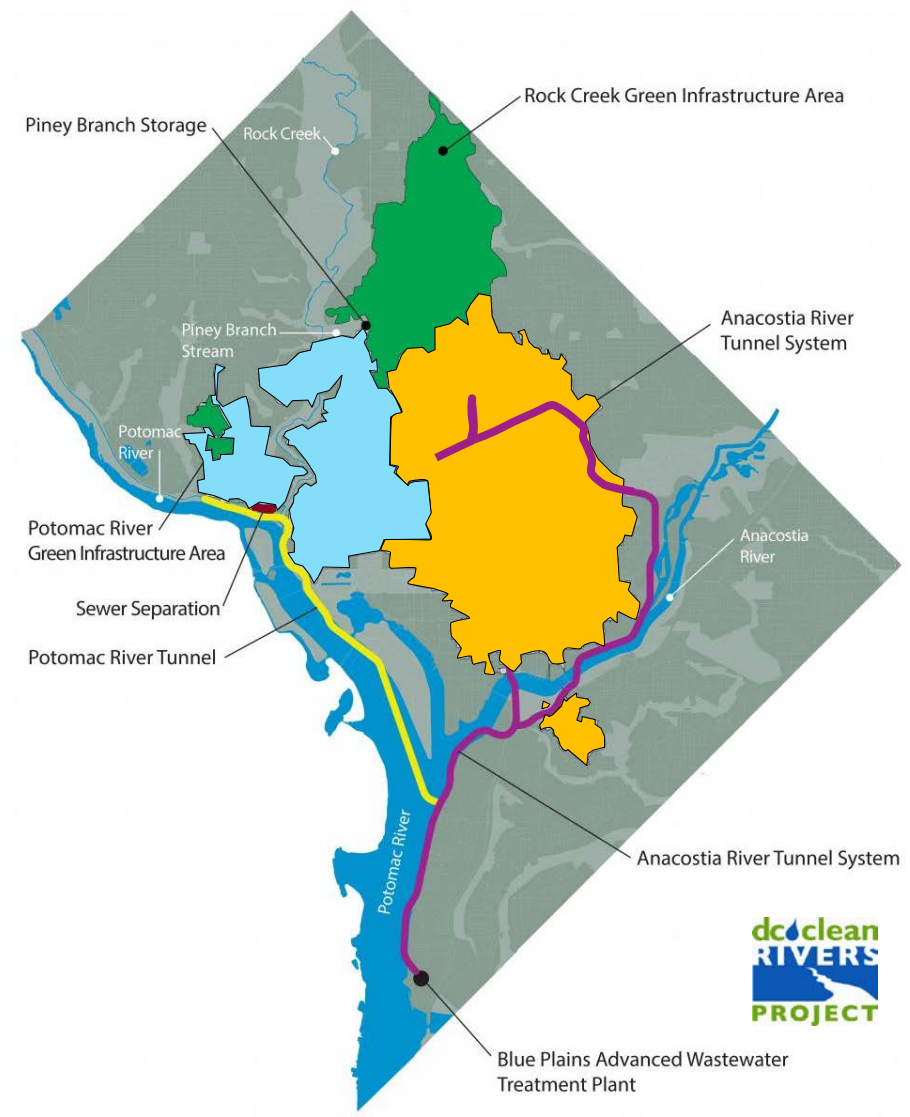 Rock Creek Green Infrastructure Area
Piney Branch Storage
Rock Creek
Anacostia River
Tunnel System
Piney Branch
Stream
Potomac
River
Potomac River
Green Infrastructure Area
Anacostia
River
Sewer Separation
Potomac River Tunnel
Potomac River
Anacostia River Tunnel System
dc clean
RIVERS
PROJECT
Blue Plains Advanced Wastewater
Treatment Plant